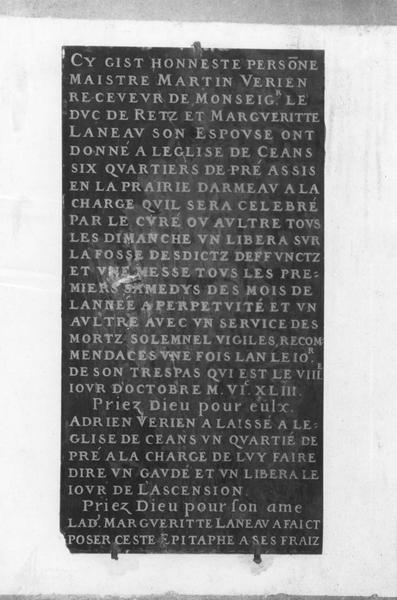 CY GIST HONNESTE PERSÕNE
MAISTRE MARTIN VERIEN
RECEVEVR DE MONSEIG.R LE
DVC DE RETZ ET MARGVERITTE
LANEAV SON ESPOVSE ONT
DONNÉ A LEGLISE DE CEANS
SIX QVARTIERS DE PRÉ ASSIS
EN LA PRAIRIE DARMEAV A LA
CHARGE QVIL SERA CELEBRÉ
PAR LE CVRÉ OV AVLTRE TOVS
LES DIMANCHE VN LIBERA SVR
LA FOSSE DESDICTZ DEFFVNCTZ
ET VNE MESSE TOVS LES PRE=
MIERS SAMEDYS DES MOIS DE
LANNÉE A PERPETVITÉ ET VN
AVLTRE AVEC VN SERVICE DES
MORTZ SOLEMNEL VIGILES, RECOM=
MENDACES VNE FOIS LAN LE IO.R
DE SON TRESPAS QVI EST LE VIII.E
IOVR D'OCTOBRE M. VI.C XLIII.
Priez Dieu pour eulx.
ADRIEN VERIEN A LAISSÉ A LE=
GLISE DE CEANS VN QVARTIÉ DE
PRÉ A LA CHARGE DE LVY FAIRE
DIRE VN GAVDÉ ET VN LIBERA LE
IOVR DE L'ASCENSION.
Priez Dieu pour son ame
LAD. MARGVERITTE LANEAV A FAICT
POSER CESTE EPITAPHE A SES FRAIZ